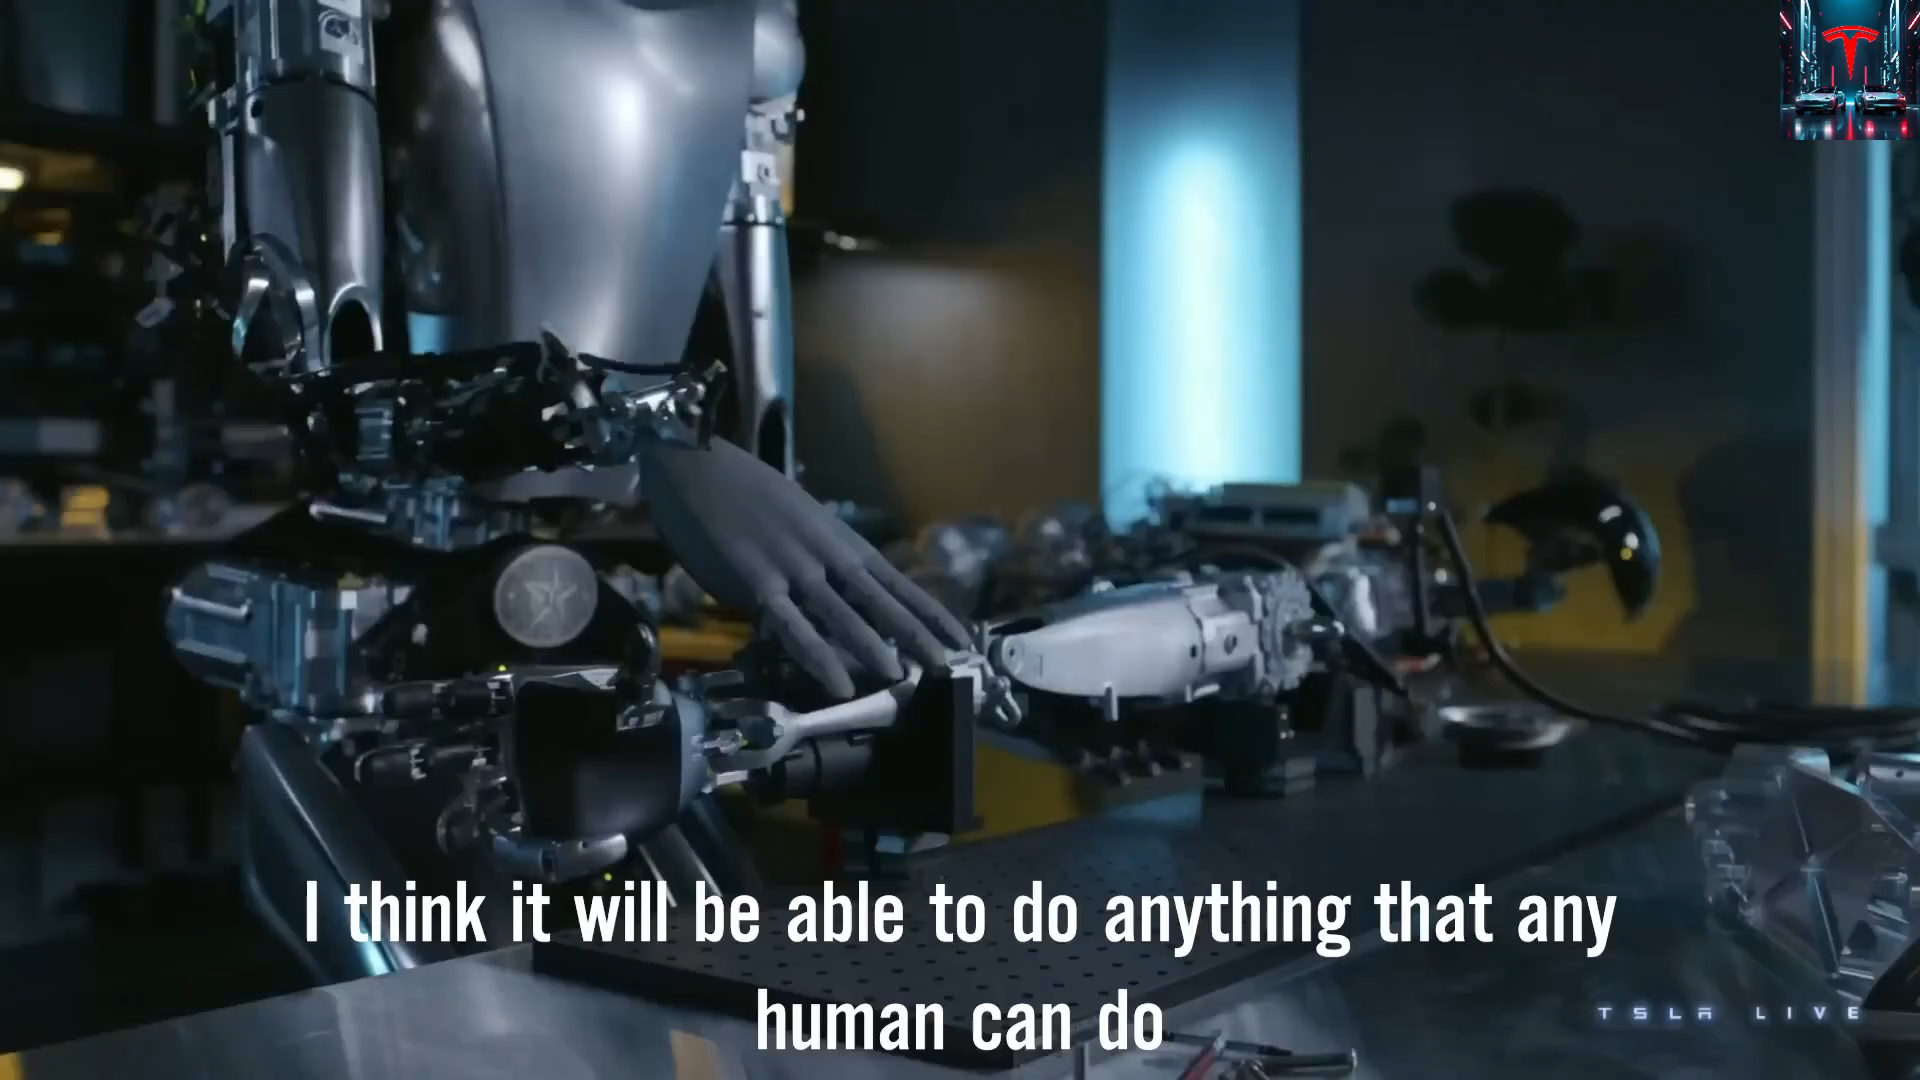 I think it will be able to do anything that any
human can do
TSLA LIVE